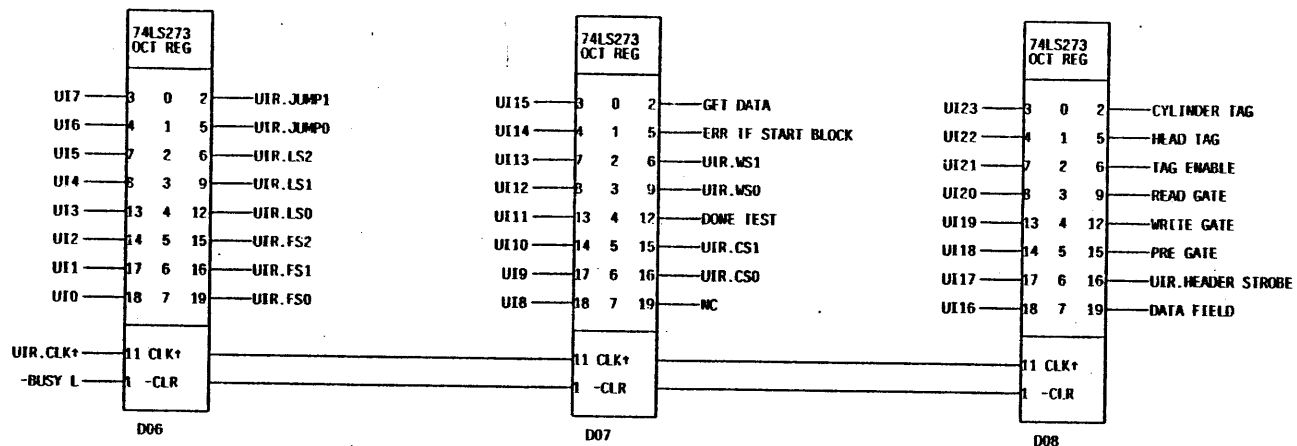 74LS273
OCT REG
UI7 3 0 2 UIR.JUMP1
UI6 4 1 5 UIR.JUMP0
UI5 7 2 6 UIR.LS2
UI4 8 3 9 UIR.LS1
UI3 13 4 12 UIR.LS0
UI2 14 5 15 UIR.FS2
UI1 17 6 16 UIR.FS1
UI0 18 7 19 UIR.FS0
UIR.CLK↑ 11 CLK↑
-BUSY L 1 -CLR
D06
74LS273
OCT REG
UI15 3 0 2 GET DATA
UI14 4 1 5 ERR IF START BLOCK
UI13 7 2 6 UIR.WS1
UI12 8 3 9 UIR.WS0
UI11 13 4 12 DONE TEST
UI10 14 5 15 UIR.CS1
UI9 17 6 16 UIR.CS0
UI8 18 7 19 NC
11 CLK↑
1 -CLR
D07
74LS273
OCT REG
UI23 3 0 2 CYLINDER TAG
UI22 4 1 5 HEAD TAG
UI21 7 2 6 TAG ENABLE
UI20 8 3 9 READ GATE
UI19 13 4 12 WRITE GATE
UI18 14 5 15 PRE GATE
UI17 17 6 16 UIR.HEADER STROBE
UI16 18 7 19 DATA FIELD
11 CLK↑
1 -CLR
D08